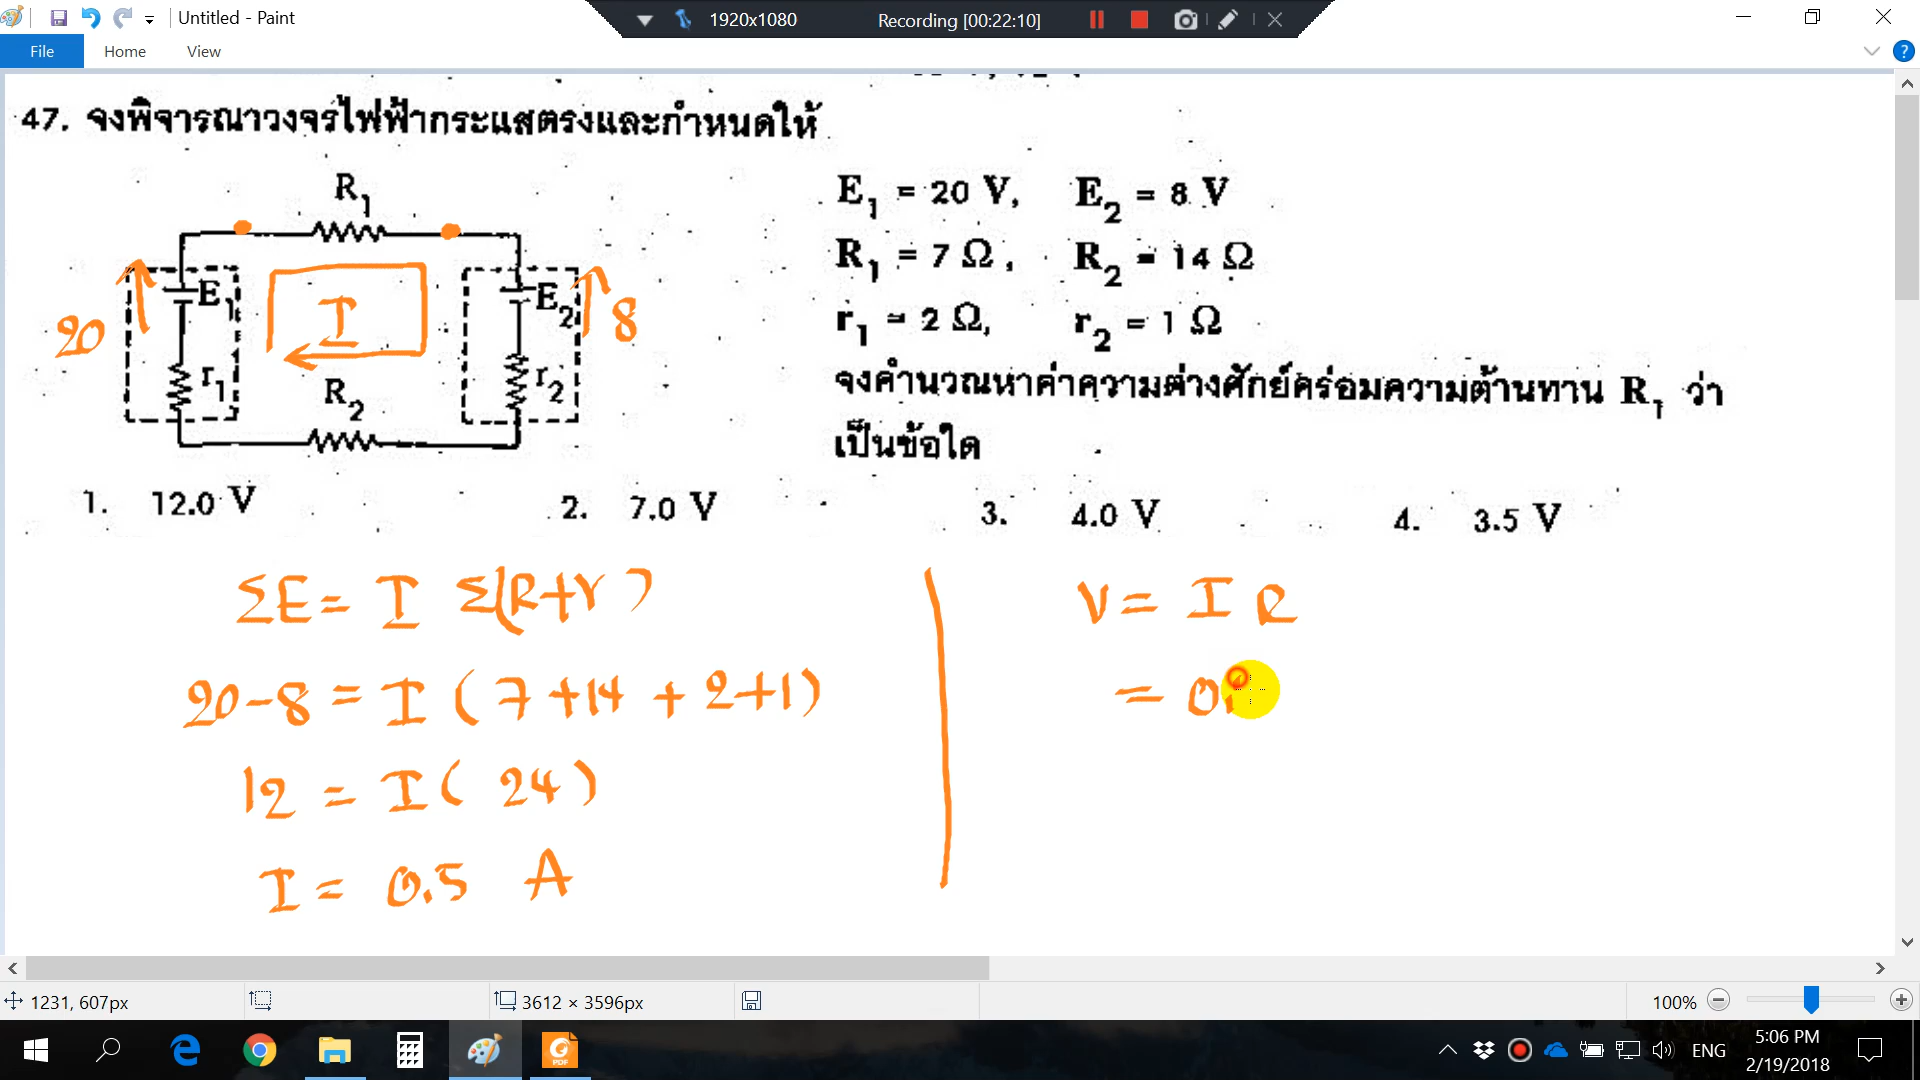 Untitled - Paint
1920x1080
Recording [00:22:10]
File Home View
47. จงพิจารณาวงจรไฟฟ้ากระแสตรงและกำหนดให้
R1
E1 = 20 V, E2 = 8 V
R1 = 7 Ω, R2 = 14 Ω
20 E1 I E2 8
r1 = 2 Ω, r2 = 1 Ω
r1 R2 r2
จงคำนวณหาค่าความต่างศักย์คร่อมความต้านทาน R1 ว่า
เป็นข้อใด
1. 12.0 V 2. 7.0 V 3. 4.0 V 4. 3.5 V
ΣE = I Σ(R+r)
20-8 = I (7+14+2+1)
12 = I(24)
I = 0.5 A
V = I R
= 0.
1231, 607px
3612 × 3596px
100%
PDF
ENG
5:06 PM
2/19/2018